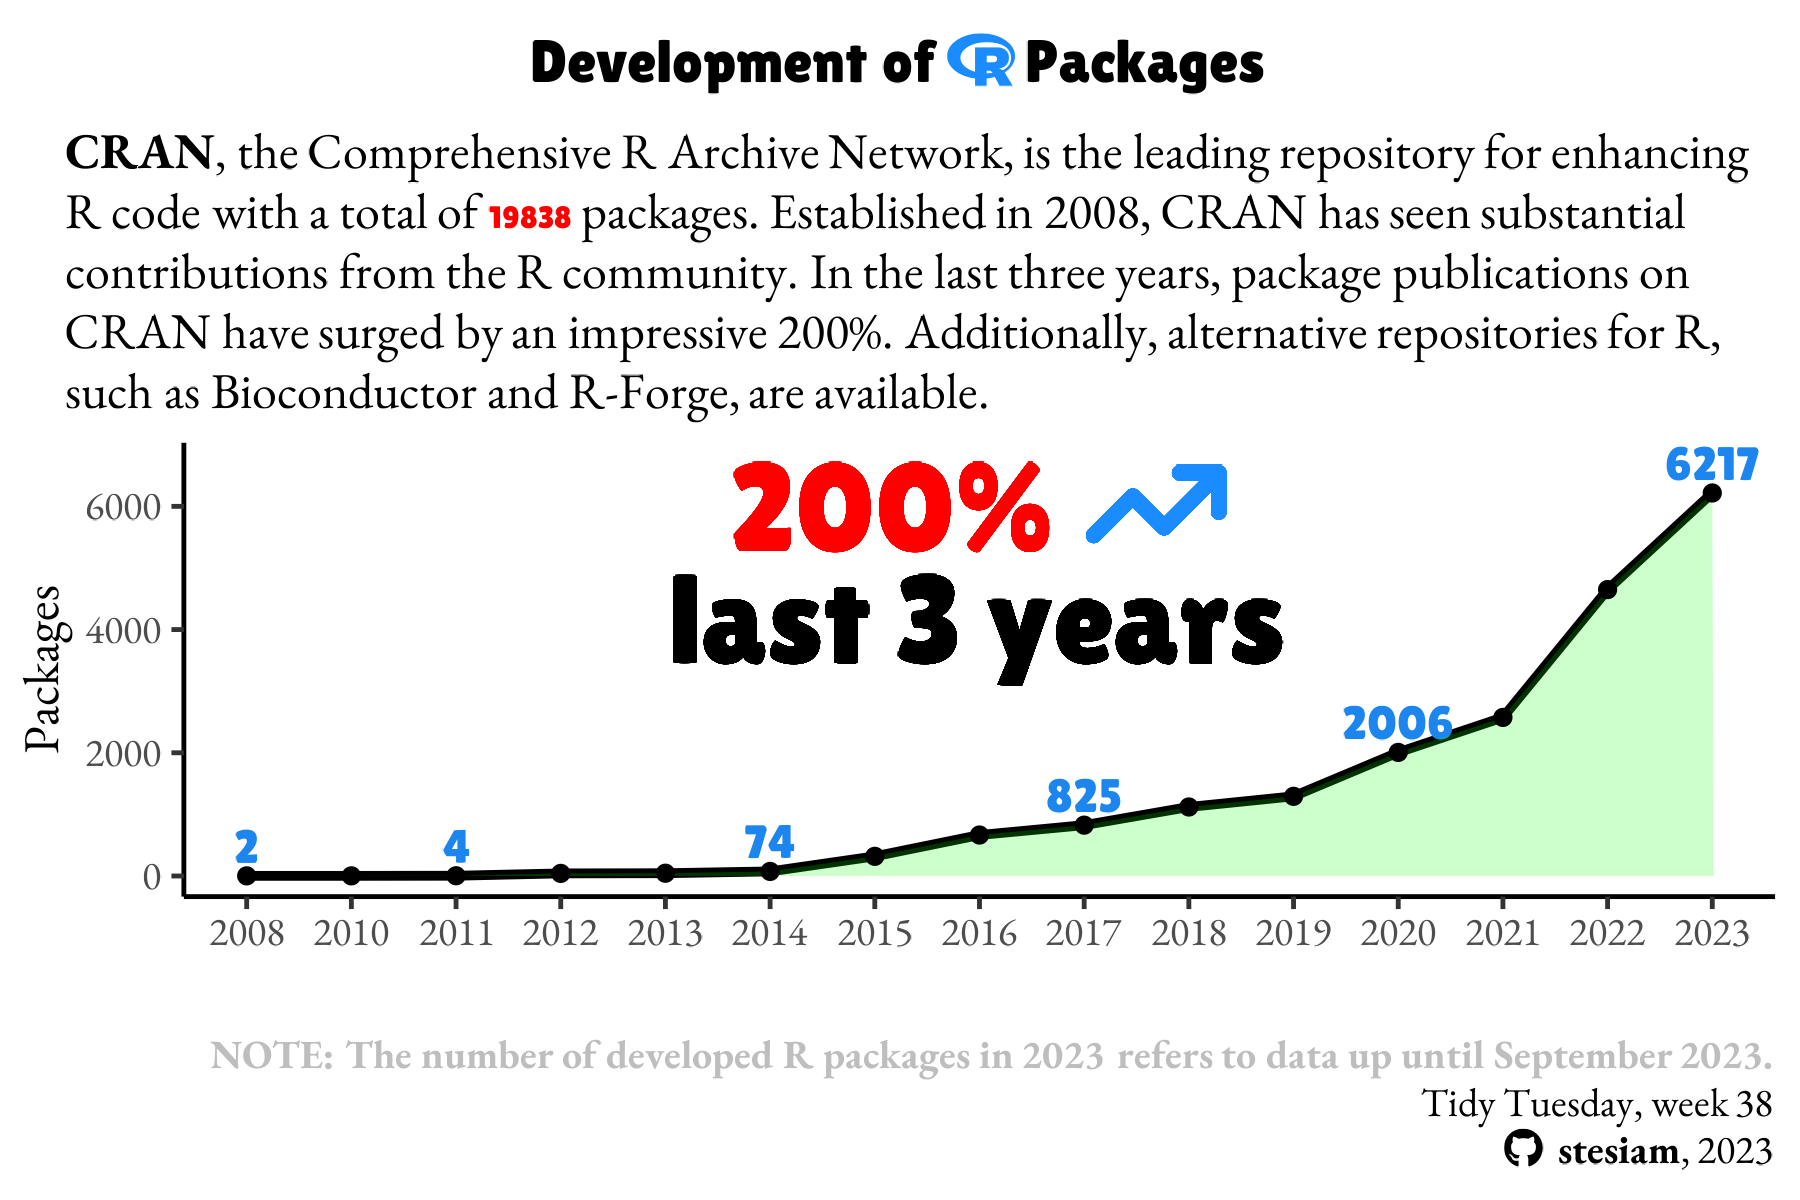 Development of R Packages
CRAN, the Comprehensive R Archive Network, is the leading repository for enhancing
R code with a total of 19838 packages. Established in 2008, CRAN has seen substantial
contributions from the R community. In the last three years, package publications on
CRAN have surged by an impressive 200%. Additionally, alternative repositories for R,
such as Bioconductor and R-Forge, are available.
200%
last 3 years
Packages
6000
4000
2000
0
2
4
74
825
2006
6217
2008 2010 2011 2012 2013 2014 2015 2016 2017 2018 2019 2020 2021 2022 2023
NOTE: The number of developed R packages in 2023 refers to data up until September 2023.
Tidy Tuesday, week 38
stesiam, 2023